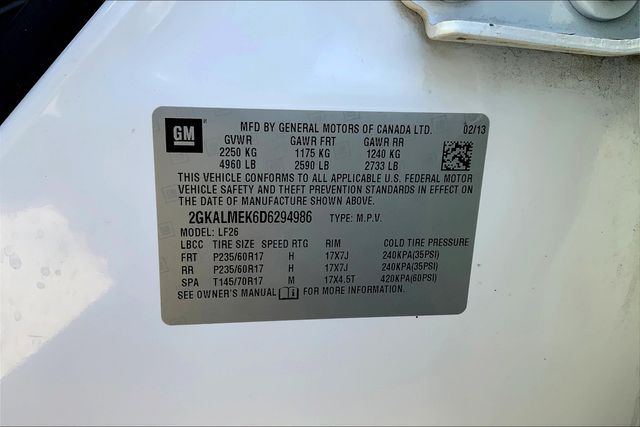 GM MFD BY GENERAL MOTORS OF CANADA LTD. 02/13
GVWR GAWR FRT GAWR RR
2250 KG 1175 KG 1240 KG
4960 LB 2590 LB 2733 LB
THIS VEHICLE CONFORMS TO ALL APPLICABLE U.S. FEDERAL MOTOR
VEHICLE SAFETY AND THEFT PREVENTION STANDARDS IN EFFECT ON
THE DATE OF MANUFACTURE SHOWN ABOVE.
2GKALMEK6D6294986 TYPE: M.P.V.
MODEL: LF26
LBCC TIRE SIZE SPEED RTG RIM COLD TIRE PRESSURE
FRT P235/60R17 H 17X7J 240KPA(35PSI)
RR P235/60R17 H 17X7J 240KPA(35PSI)
SPA T145/70R17 M 17X4.5T 420KPA(60PSI)
SEE OWNER'S MANUAL FOR MORE INFORMATION.